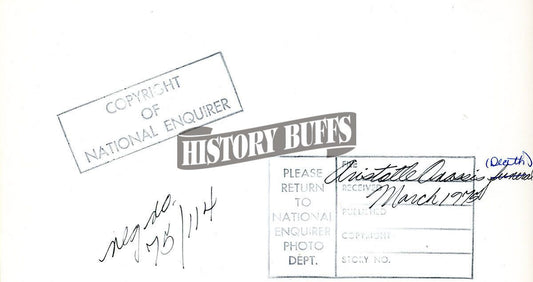 COPYRIGHT
OF
NATIONAL ENQUIRER
HISTORY BUFFS
PLEASE
RETURN
TO
NATIONAL
ENQUIRER
PHOTO
DEPT.
FILE Aristotle Onassis funeral (Death)
RECEIVED March 1975
PUBLISHED
COPYRIGHT
STORY NO.
neg no.
75/114